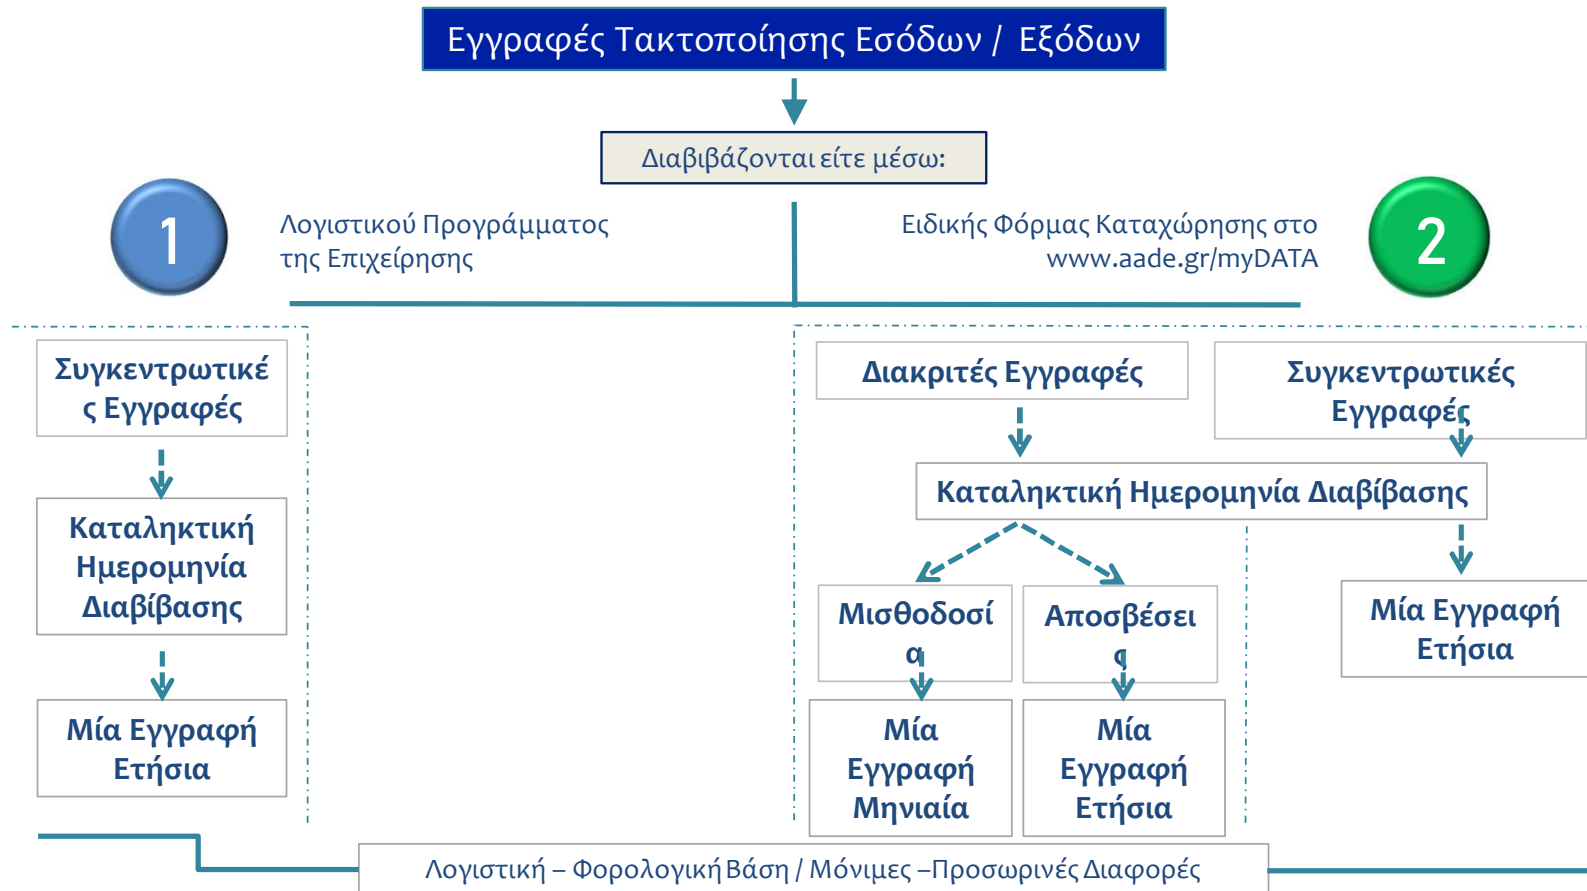 Εγγραφές Τακτοποίησης Εσόδων / Εξόδων
Διαβιβάζονται είτε μέσω:
1
Λογιστικού Προγράμματος
της Επιχείρησης
Ειδικής Φόρμας Καταχώρησης στο
www.aade.gr/myDATA
2
Συγκεντρωτικέ
ς Εγγραφές
Καταληκτική
Ημερομηνία
Διαβίβασης
Μία Εγγραφή
Ετήσια
Διακριτές Εγγραφές
Συγκεντρωτικές
Εγγραφές
Καταληκτική Ημερομηνία Διαβίβασης
Μισθοδοσί
α
Αποσβέσει
ς
Μία Εγγραφή
Ετήσια
Μία
Εγγραφή
Μηνιαία
Μία
Εγγραφή
Ετήσια
Λογιστική – Φορολογική Βάση / Μόνιμες –Προσωρινές Διαφορές